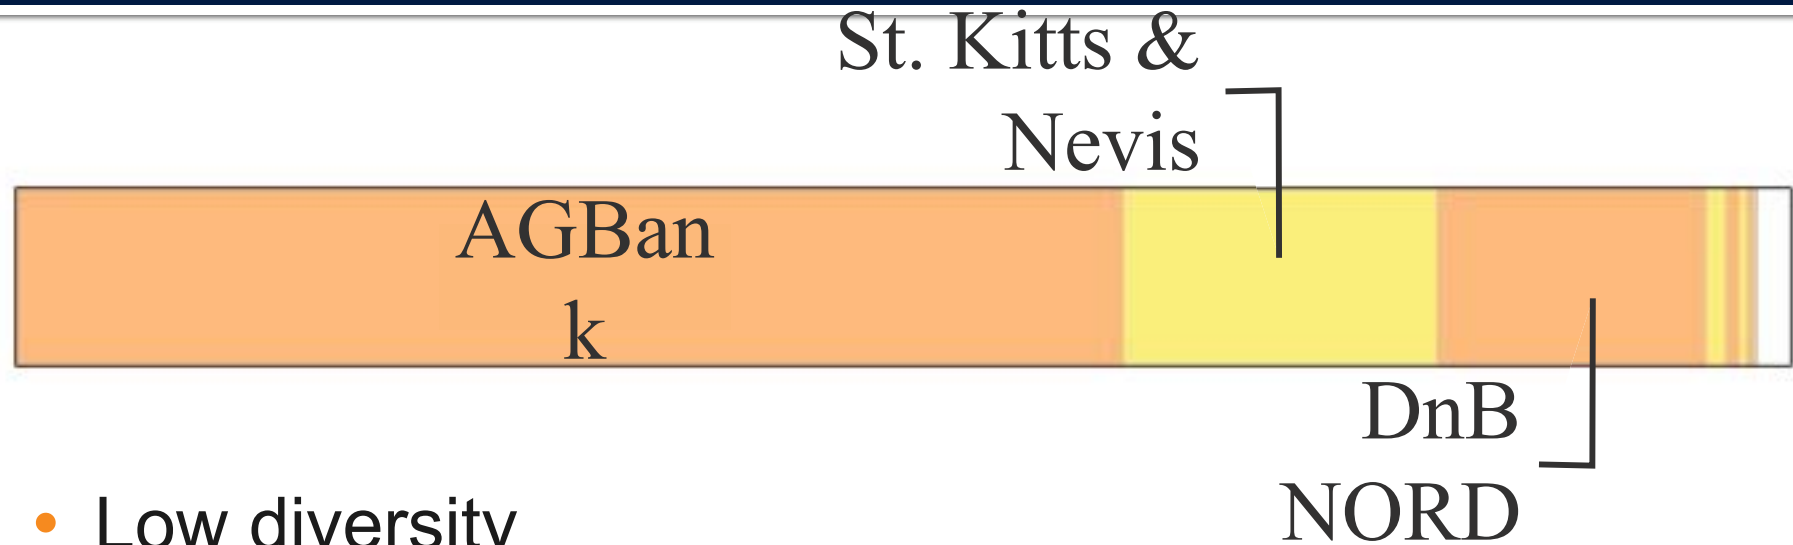 St. Kitts &
Nevis
AGBan
k
DnB
NORD
• Low diversity